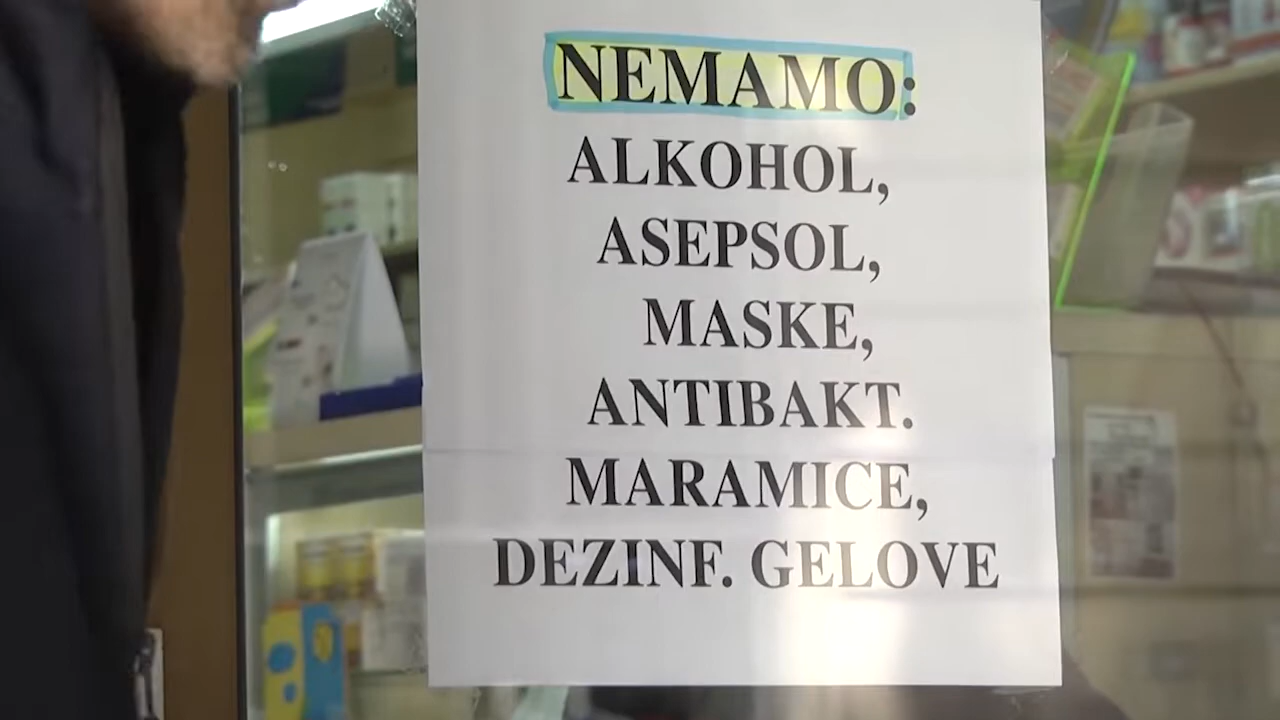 NEMAMO:
ALKOHOL,
ASEPSOL,
MASKE,
ANTIBAKT.
MARAMICE,
DEZINF. GELOVE